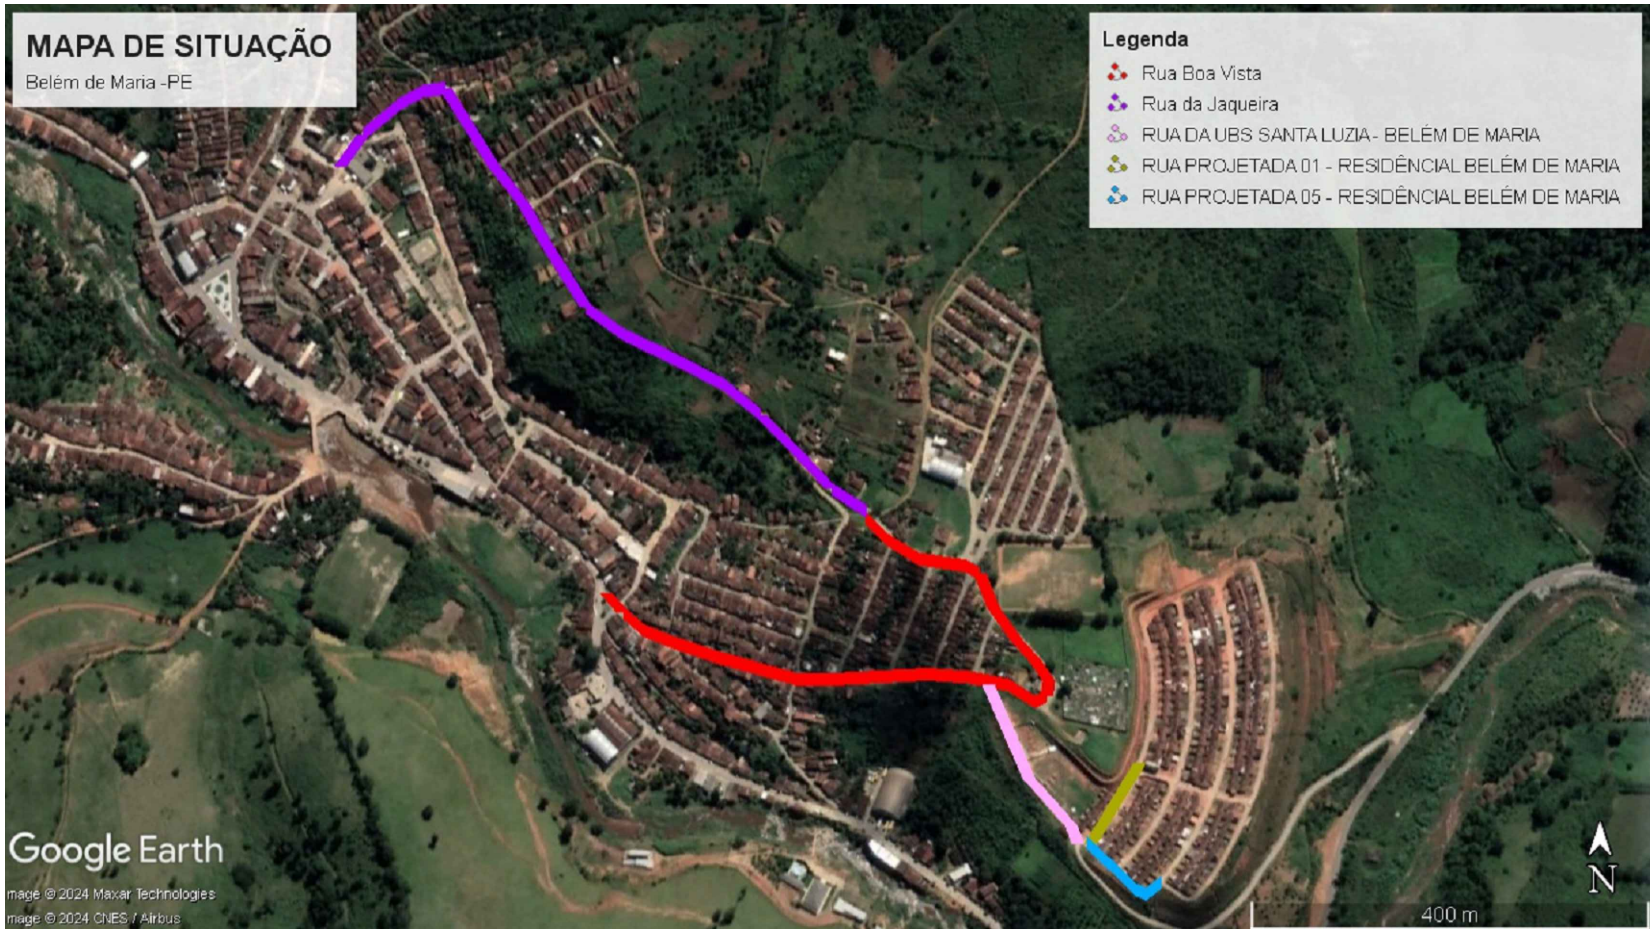 MAPA DE SITUAÇÃO
Belém de Maria -PE
Legenda
Rua Boa Vista
Rua da Jaqueira
RUA DA UBS SANTA LUZIA - BELÉM DE MARIA
RUA PROJETADA 01 - RESIDÊNCIAL BELÉM DE MARIA
RUA PROJETADA 05 - RESIDÊNCIAL BELÉM DE MARIA
Google Earth
mage © 2024 Maxar Technologies
mage © 2024 CNES / Airbus
N
400 m